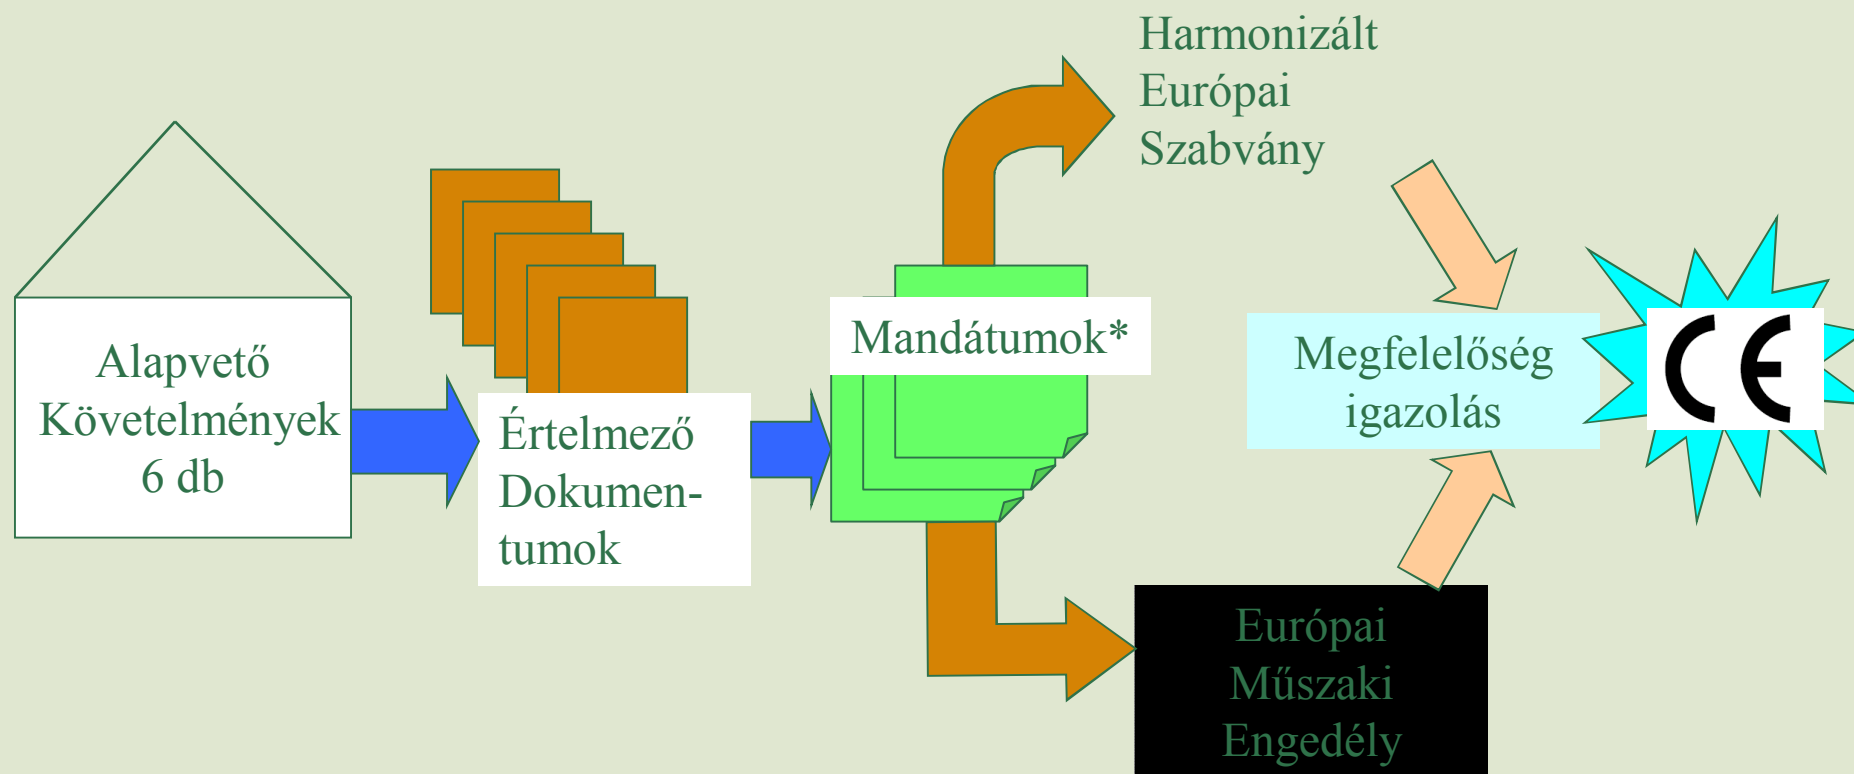 Alapvető
Követelmények
6 db
Értelmező
Dokumen-
tumok
Mandátumok*
Harmonizált
Európai
Szabvány
Európai
Műszaki
Engedély
Megfelelőség
igazolás
CE